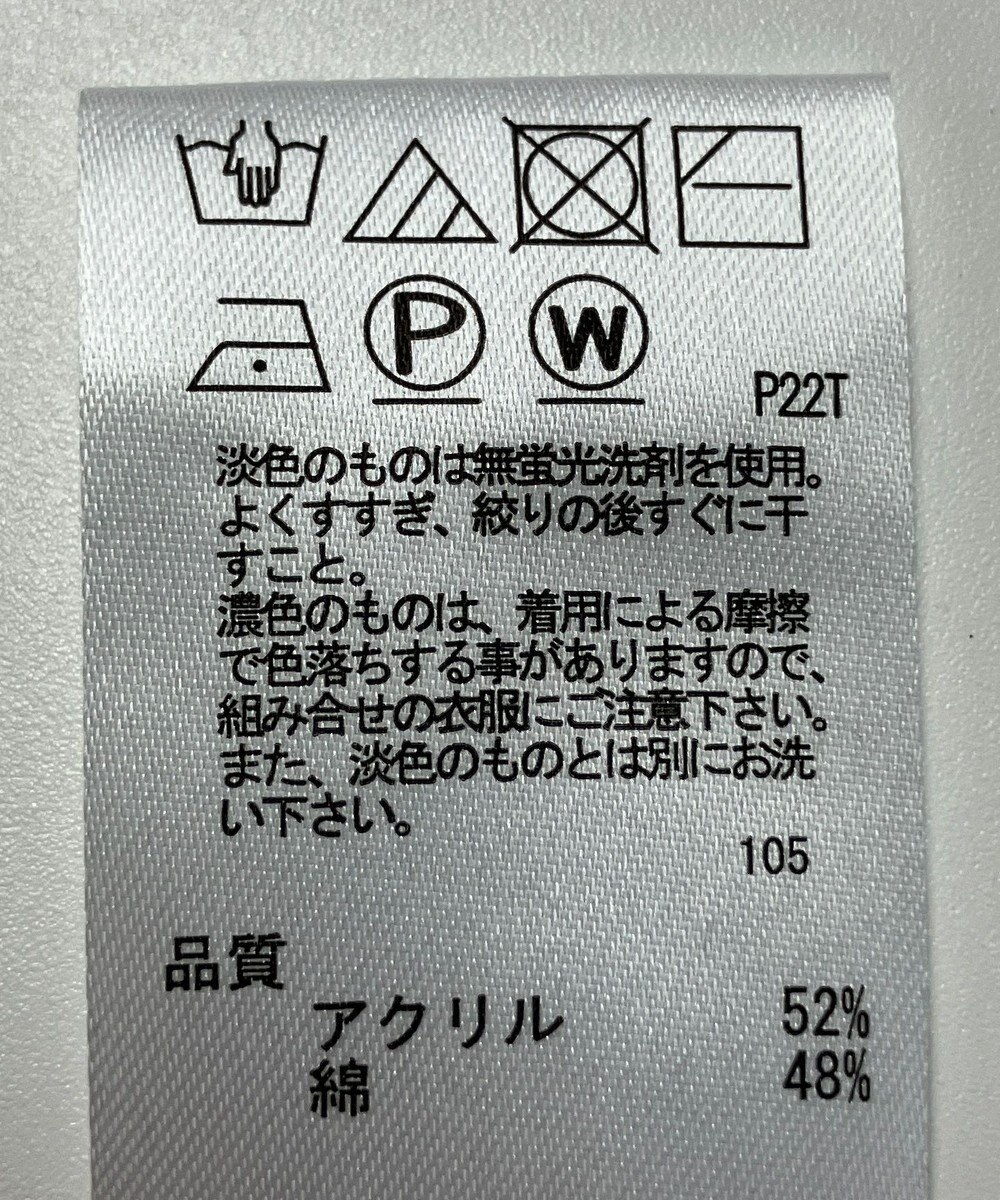 P
W
P22T
淡色のものは無蛍光洗剤を使用。
よくすすぎ、絞りの後すぐに干
すこと。
濃色のものは、着用による摩擦
で色落ちする事がありますので、
組み合せの衣服にご注意下さい。
また、淡色のものとは別にお洗
い下さい。
105
品質
アクリル 52%
綿 48%